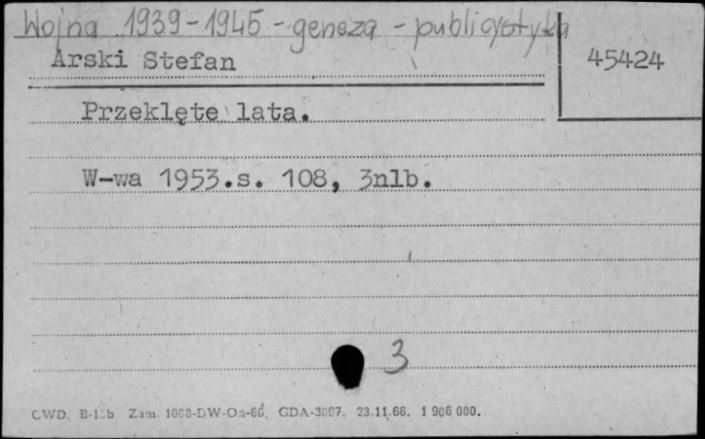 Wojna 1939-1945 - geneza - publicystyka
Arski Stefan
45424
Przeklęte lata.
W-wa 1953.s. 108, 3nlb.
3
CWD. Zam. 1008-DW-Oa-66. GDA-3007. 23.11.66. 1 906 000.